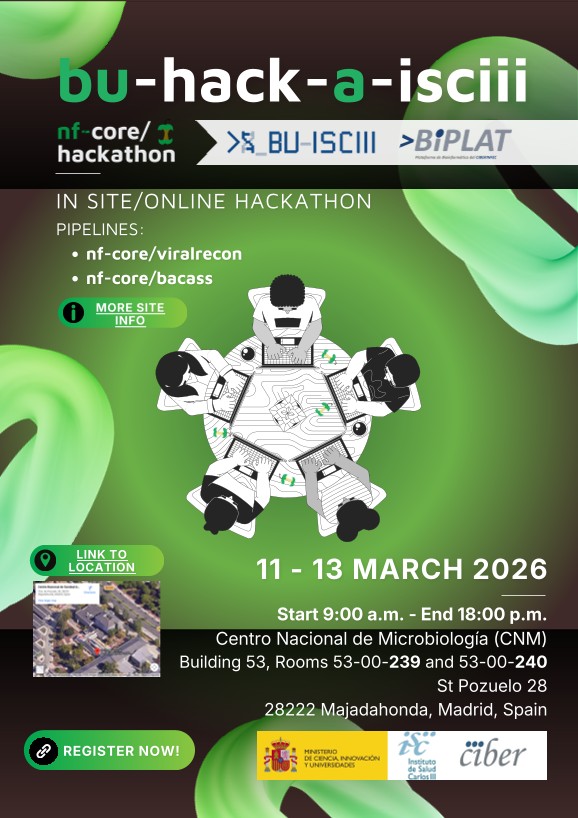 bu-hack-a-isciii
nf-core/
hackathon
BU-ISCIII
>BiPLAT
IN SITE/ONLINE HACKATHON
PIPELINES:
• nf-core/viralrecon
• nf-core/bacass
MORE SITE
INFO
LINK TO
LOCATION
11 - 13 MARCH 2026
Start 9:00 a.m. - End 18:00 p.m.
Centro Nacional de Microbiología (CNM)
Building 53, Rooms 53-00-239 and 53-00-240
St Pozuelo 28
28222 Majadahonda, Madrid, Spain
REGISTER NOW!
MINISTERIO
DE CIENCIA, INNOVACIÓN
Y UNIVERSIDADES
isc
Instituto
de Salud
Carlos III
ciber